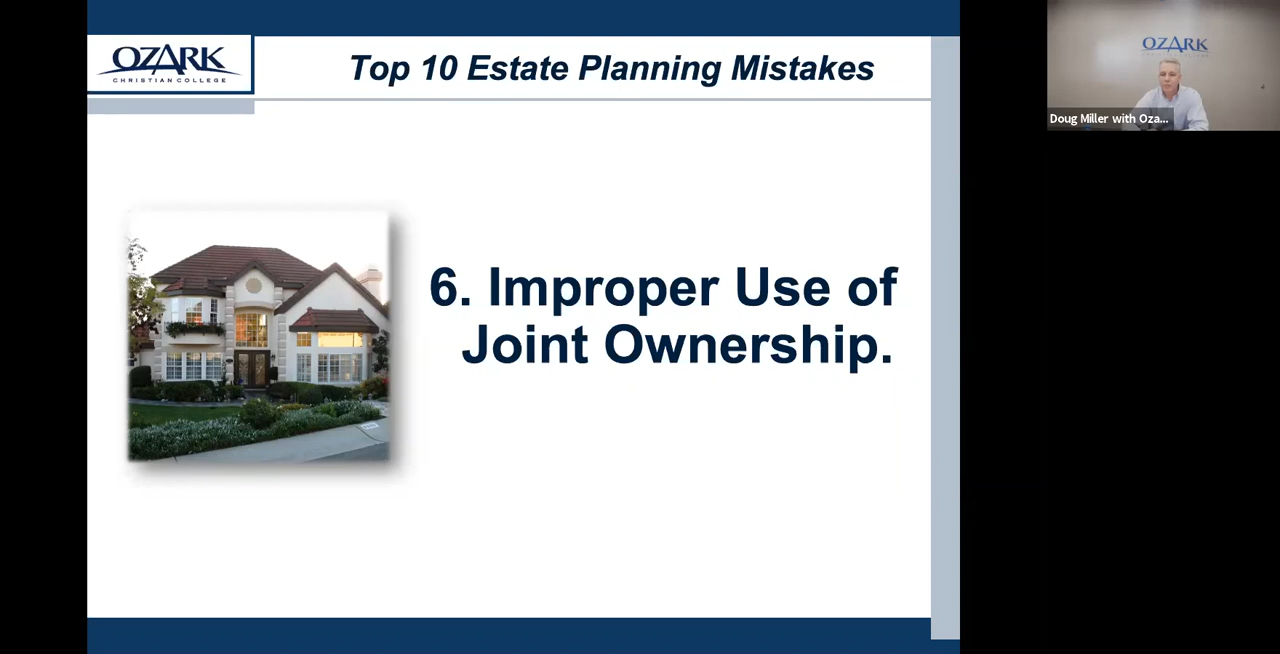 OZARK
CHRISTIAN COLLEGE
Top 10 Estate Planning Mistakes
6. Improper Use of
Joint Ownership.
OZARK
Doug Miller with Oza...